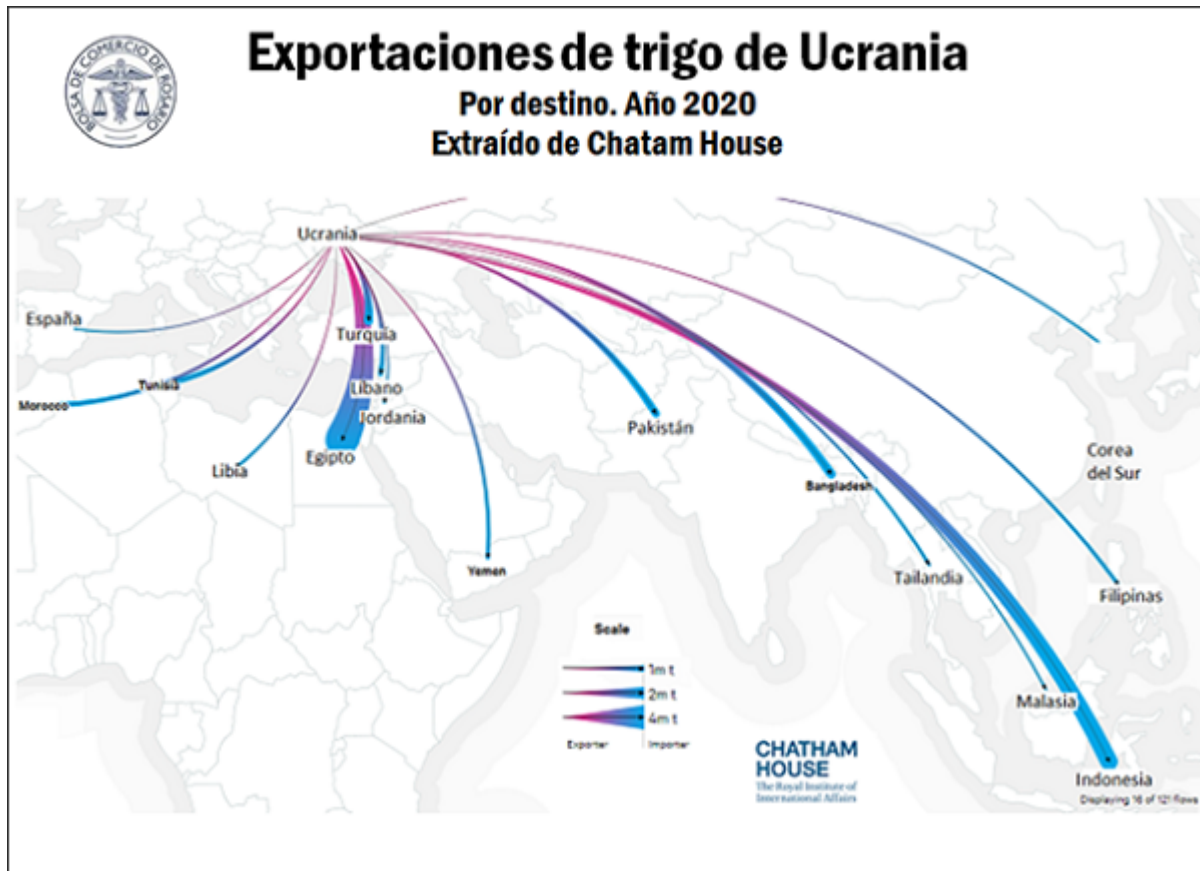 BOLSA DE COMERCIO DE ROSARIO
Exportaciones de trigo de Ucrania
Por destino. Año 2020
Extraído de Chatam House
Ucrania
España
Turquía
Tunisia
Líbano
Morocco
Jordania
Pakistán
Egipto
Libia
Corea
del Sur
Bangladesh
Yemen
Tailandia
Filipinas
Scale
1m t
2m t
4m t
Exporter
Importer
Malasia
CHATHAM
HOUSE
The Royal Institute of
International Affairs
Indonesia
Displaying 16 of 121 flows